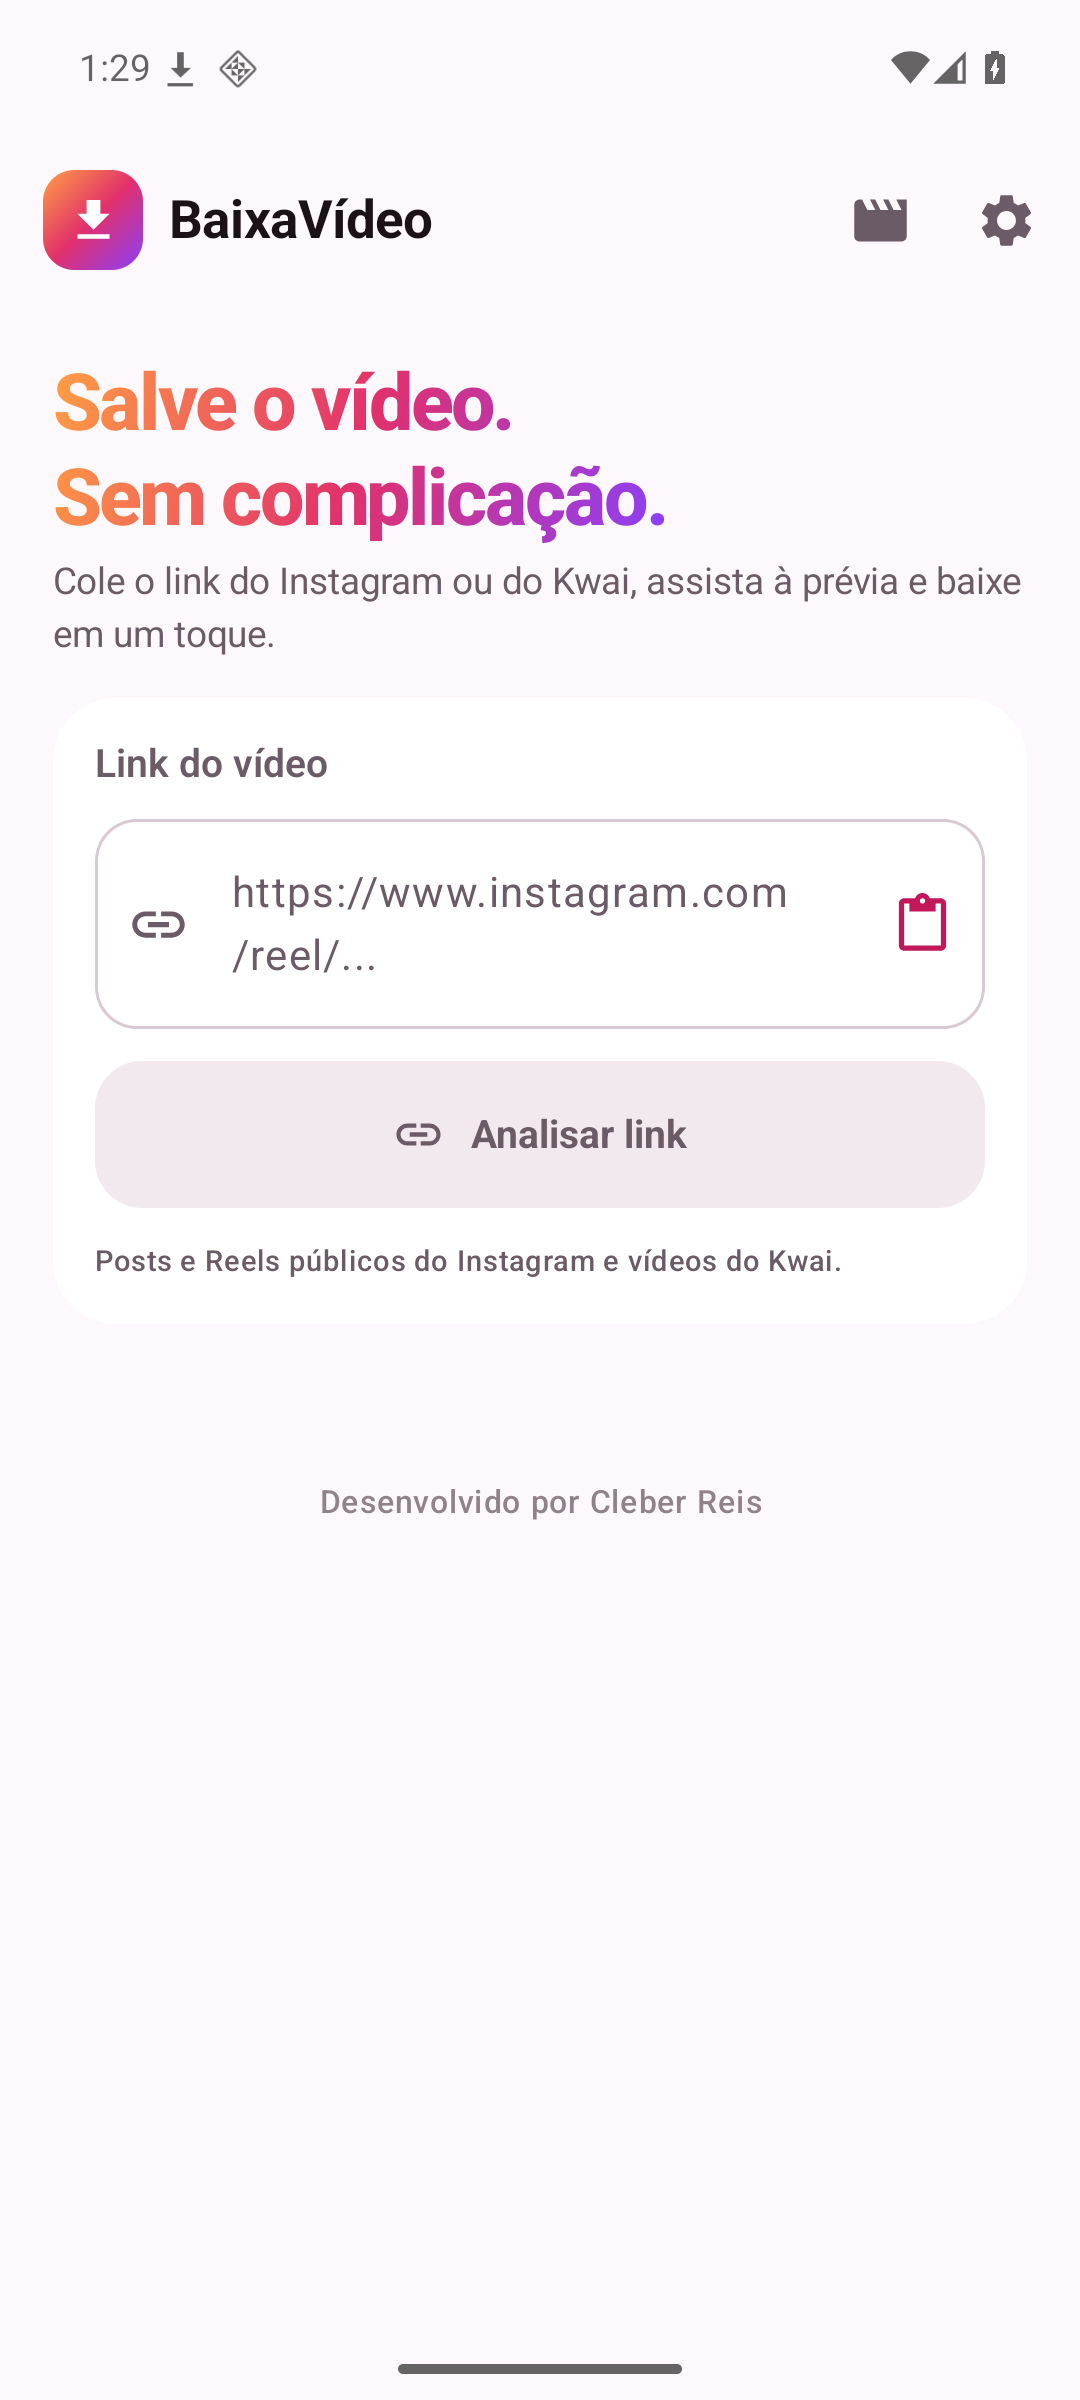 1:29
BaixaVídeo
Salve o vídeo.
Sem complicação.
Cole o link do Instagram ou do Kwai, assista à prévia e baixe
em um toque.
Link do vídeo
https://www.instagram.com
/reel/...
Analisar link
Posts e Reels públicos do Instagram e vídeos do Kwai.
Desenvolvido por Cleber Reis